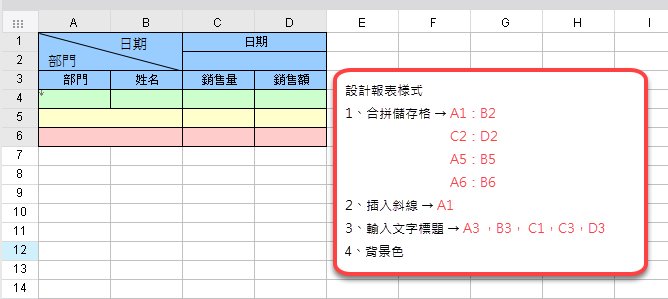 A B C D E F G H I
1 日期 日期
2 部門
3 部門 姓名 銷售量 銷售額
4
5
6
7
8
9
10
11
12
13
14
設計報表樣式
1、合拼儲存格 → A1：B2
C2：D2
A5：B5
A6：B6
2、插入斜線 → A1
3、輸入文字標題 → A3 ，B3， C1，C3，D3
4、背景色